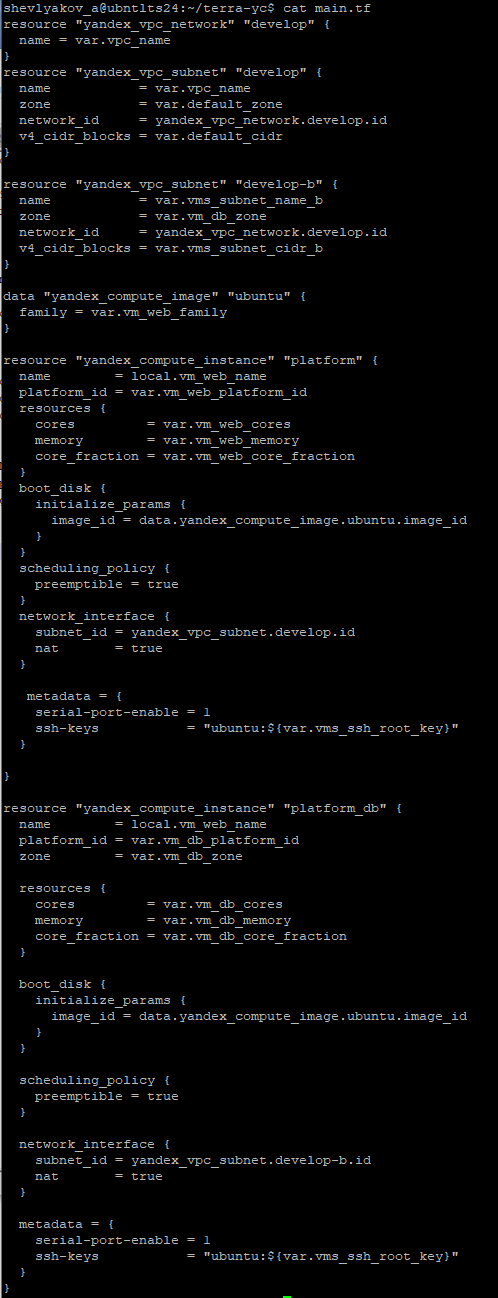 shevlyakov_a@ubntlts24:~/terra-yc$ cat main.tf
resource "yandex_vpc_network" "develop" {
  name = var.vpc_name
}
resource "yandex_vpc_subnet" "develop" {
  name           = var.vpc_name
  zone           = var.default_zone
  network_id     = yandex_vpc_network.develop.id
  v4_cidr_blocks = var.default_cidr
}

resource "yandex_vpc_subnet" "develop-b" {
  name           = var.vms_subnet_name_b
  zone           = var.vm_db_zone
  network_id     = yandex_vpc_network.develop.id
  v4_cidr_blocks = var.vms_subnet_cidr_b
}

data "yandex_compute_image" "ubuntu" {
  family = var.vm_web_family
}

resource "yandex_compute_instance" "platform" {
  name        = local.vm_web_name
  platform_id = var.vm_web_platform_id
  resources {
    cores         = var.vm_web_cores
    memory        = var.vm_web_memory
    core_fraction = var.vm_web_core_fraction
  }
  boot_disk {
    initialize_params {
      image_id = data.yandex_compute_image.ubuntu.image_id
    }
  }
  scheduling_policy {
    preemptible = true
  }
  network_interface {
    subnet_id = yandex_vpc_subnet.develop.id
    nat       = true
  }

   metadata = {
    serial-port-enable = 1
    ssh-keys           = "ubuntu:${var.vms_ssh_root_key}"
  }

}

resource "yandex_compute_instance" "platform_db" {
  name        = local.vm_web_name
  platform_id = var.vm_db_platform_id
  zone        = var.vm_db_zone

  resources {
    cores         = var.vm_db_cores
    memory        = var.vm_db_memory
    core_fraction = var.vm_db_core_fraction
  }

  boot_disk {
    initialize_params {
      image_id = data.yandex_compute_image.ubuntu.image_id
    }
  }

  scheduling_policy {
    preemptible = true
  }

  network_interface {
    subnet_id = yandex_vpc_subnet.develop-b.id
    nat       = true
  }

  metadata = {
    serial-port-enable = 1
    ssh-keys           = "ubuntu:${var.vms_ssh_root_key}"
  }
}